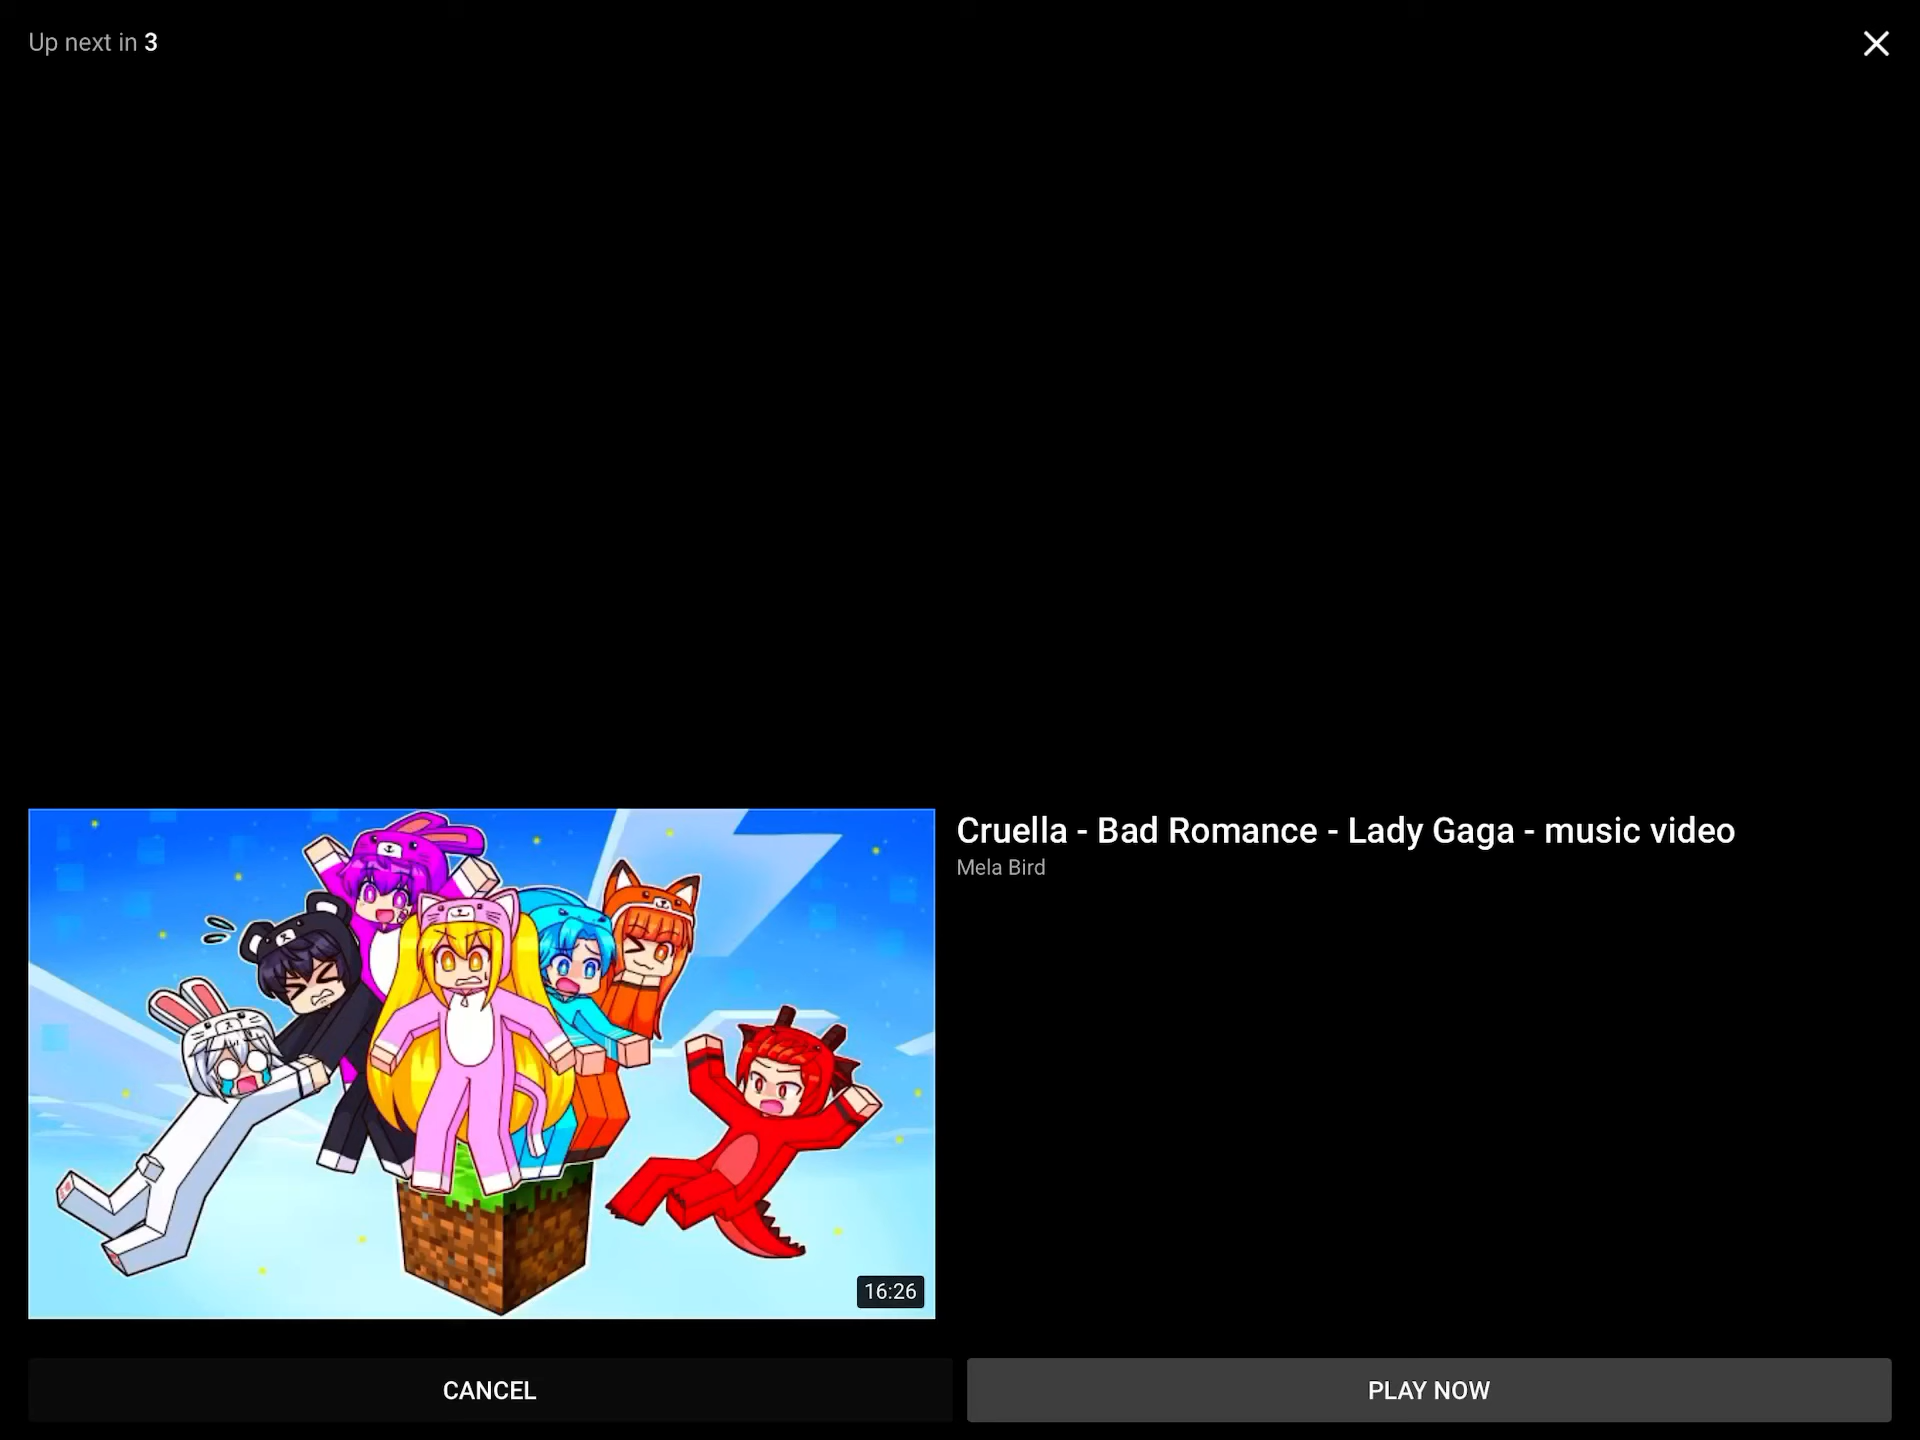 Up next in 3
Cruella - Bad Romance - Lady Gaga - music video
Mela Bird
16:26
CANCEL
PLAY NOW